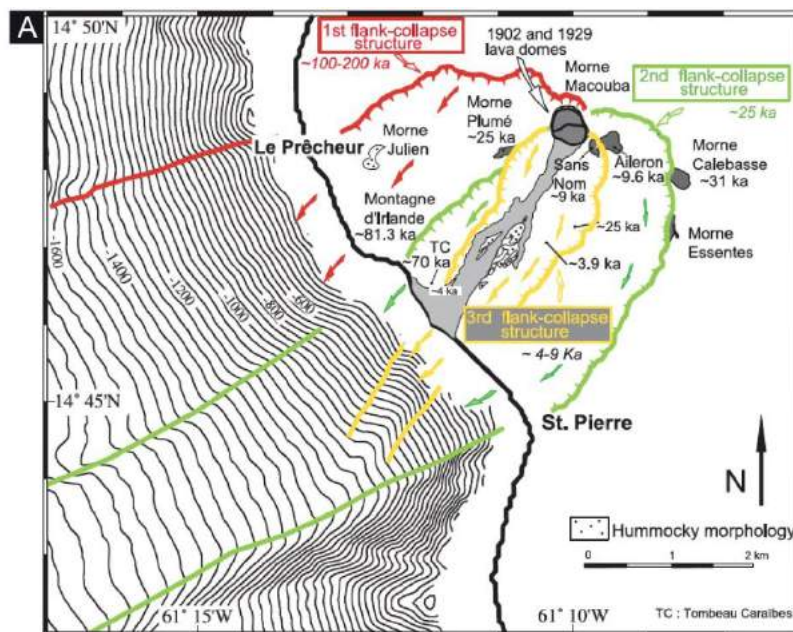 A
14° 50'N
1st flank-collapse
structure
~100-200 ka
1902 and 1929
lava domes
Morne
Macouba
2nd flank-collapse
structure
~25 ka
Morne
Plumé
~25 ka
Le Prêcheur
Morne
Julien
Sans
Nom
~9 ka
Aileron
~9.6 ka
Morne
Calebasse
~31 ka
Montagne
d'Irlande
~81.3 ka
~25 ka
Morne
Essentes
TC
~70 ka
~3.9 ka
~4 ka
-1600
-1400
-1200
-1000
-800
-600
3rd flank-collapse
structure
~ 4-9 Ka
14° 45'N
St. Pierre
N
Hummocky morphology
0 1 2 km
61° 15'W
61° 10'W
TC : Tombeau Caraibes